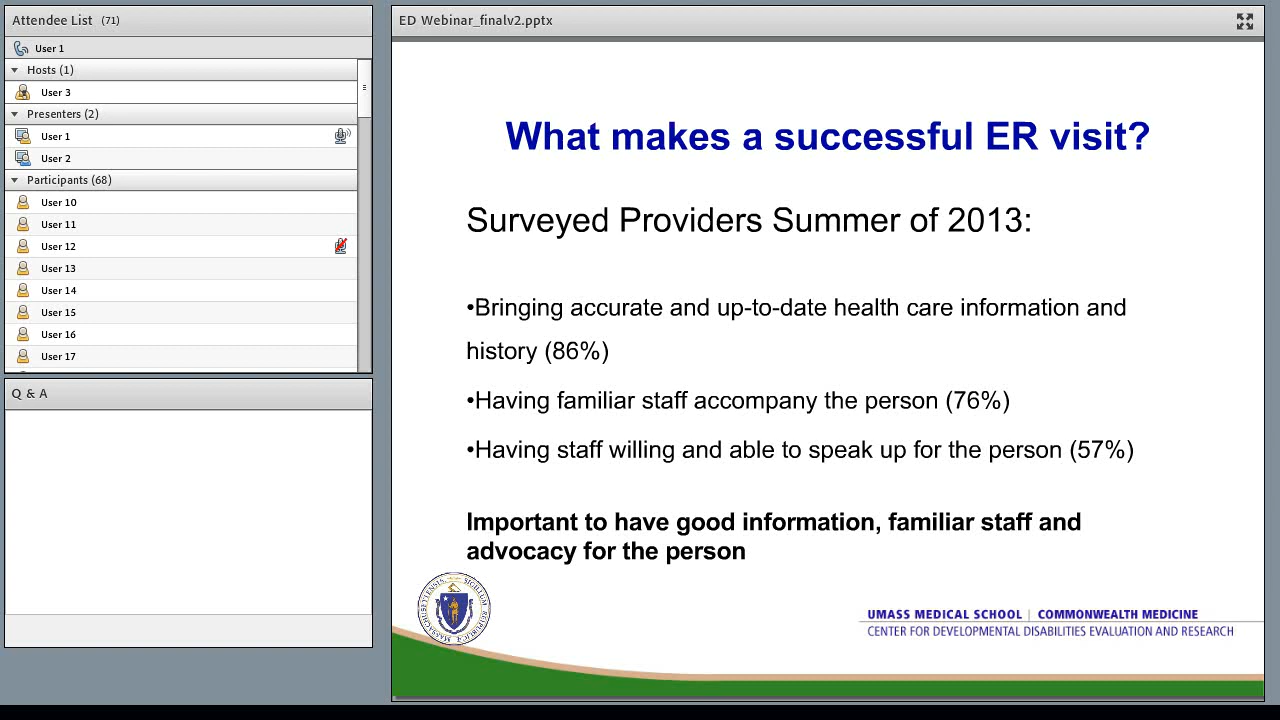 Attendee List (71)
User 1
Hosts (1)
User 3
Presenters (2)
User 1
User 2
Participants (68)
User 10
User 11
User 12
User 13
User 14
User 15
User 16
User 17
Q & A
ED Webinar_finalv2.pptx
What makes a successful ER visit?
Surveyed Providers Summer of 2013:
•Bringing accurate and up-to-date health care information and
history (86%)
•Having familiar staff accompany the person (76%)
•Having staff willing and able to speak up for the person (57%)
Important to have good information, familiar staff and
advocacy for the person
UMASS MEDICAL SCHOOL | COMMONWEALTH MEDICINE
CENTER FOR DEVELOPMENTAL DISABILITIES EVALUATION AND RESEARCH